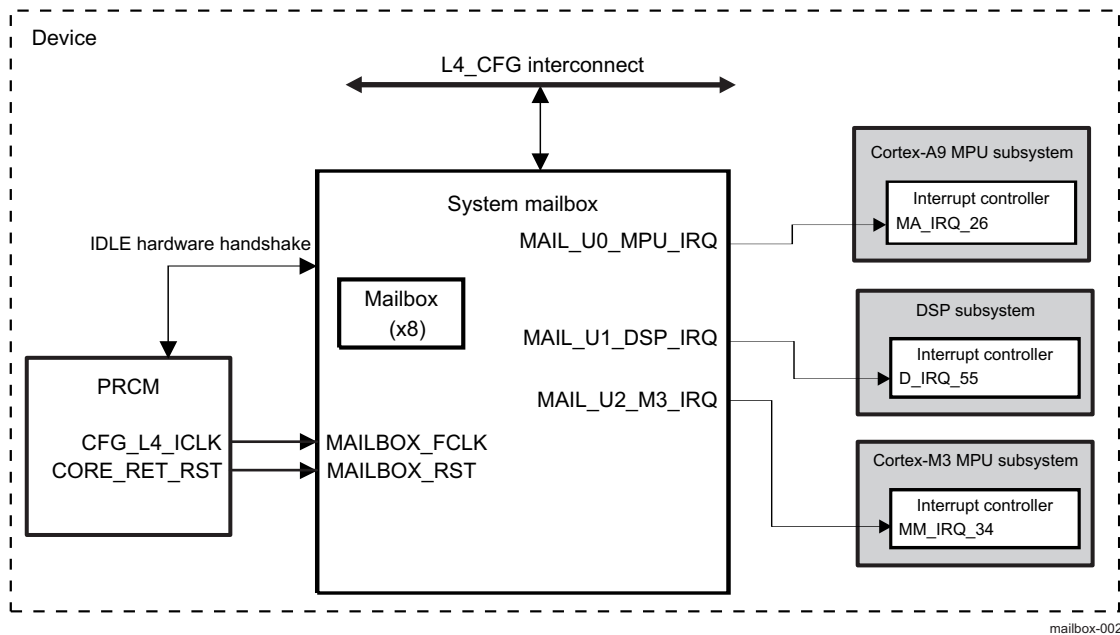 Device
L4_CFG interconnect
Cortex-A9 MPU subsystem
Interrupt controller
MA_IRQ_26
System mailbox
IDLE hardware handshake
MAIL_U0_MPU_IRQ
Mailbox
(x8)
DSP subsystem
MAIL_U1_DSP_IRQ
Interrupt controller
D_IRQ_55
PRCM
MAIL_U2_M3_IRQ
CFG_L4_ICLK
MAILBOX_FCLK
CORE_RET_RST
MAILBOX_RST
Cortex-M3 MPU subsystem
Interrupt controller
MM_IRQ_34
mailbox-002